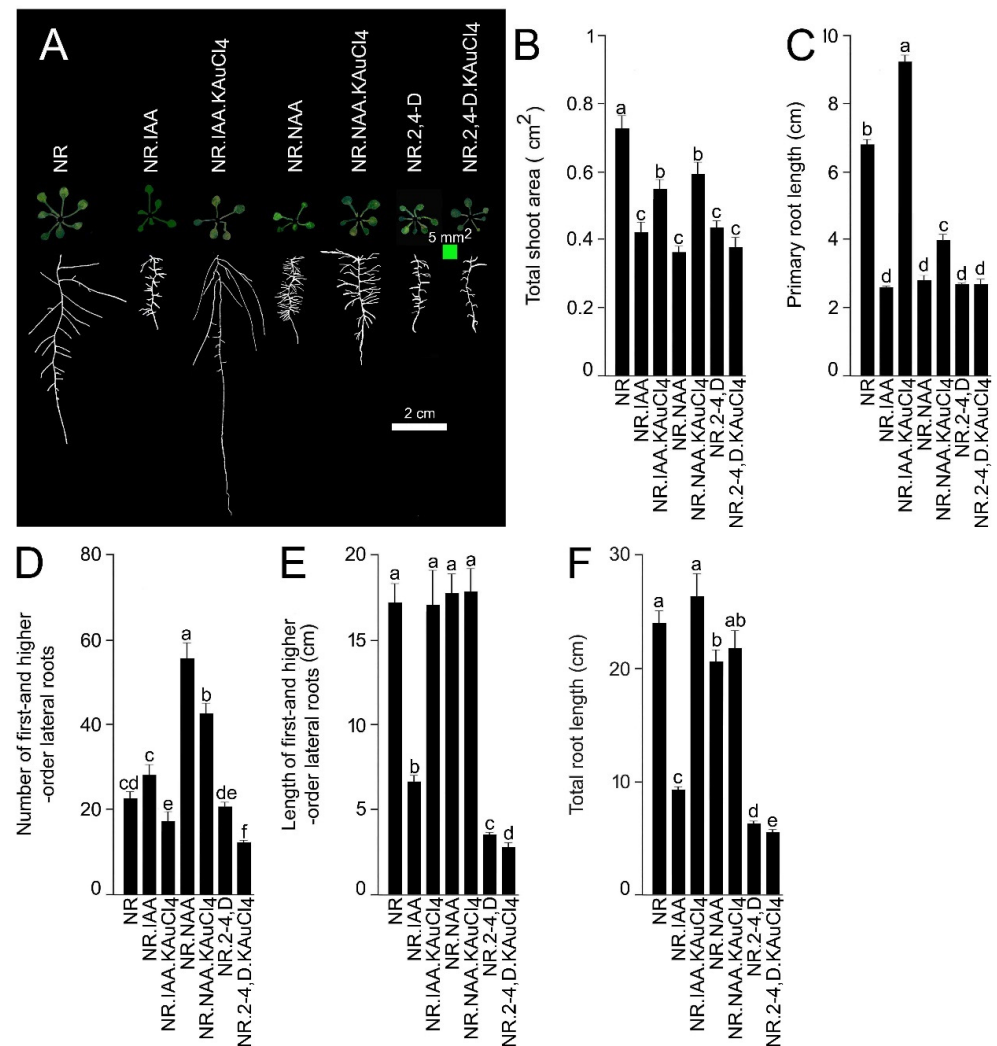 A
NR
NR.IAA
NR.IAA.KAuCl4
NR.NAA
NR.NAA.KAuCl4
NR.2,4-D
NR.2,4-D.KAuCl4
5 mm2
2 cm
B
Total shoot area ( cm2)
1
0.8
0.6
0.4
0.2
0
a
c
b
c
b
c
c
NR
NR.IAA
NR.IAA.KAuCl4
NR.NAA
NR.NAA.KAuCl4
NR.2-4,D
NR.2-4,D.KAuCl4
C
Primary root length (cm)
10
8
6
4
2
0
b
d
a
d
c
d
d
NR
NR.IAA
NR.IAA.KAuCl4
NR.NAA
NR.NAA.KAuCl4
NR.2-4,D
NR.2-4,D.KAuCl4
D
Number of first-and higher
-order lateral roots
80
60
40
20
0
cd
c
e
a
b
de
f
NR
NR.IAA
NR.IAA.KAuCl4
NR.NAA
NR.NAA.KAuCl4
NR.2-4,D
NR.2-4,D.KAuCl4
E
Length of first-and higher
-order lateral roots (cm)
20
15
10
5
0
a
b
a
a
a
c
d
NR
NR.IAA
NR.IAA.KAuCl4
NR.NAA
NR.NAA.KAuCl4
NR.2-4,D
NR.2-4,D.KAuCl4
F
Total root length (cm)
30
20
10
0
a
c
a
b
ab
d
e
NR
NR.IAA
NR.IAA.KAuCl4
NR.NAA
NR.NAA.KAuCl4
NR.2-4,D
NR.2-4,D.KAuCl4